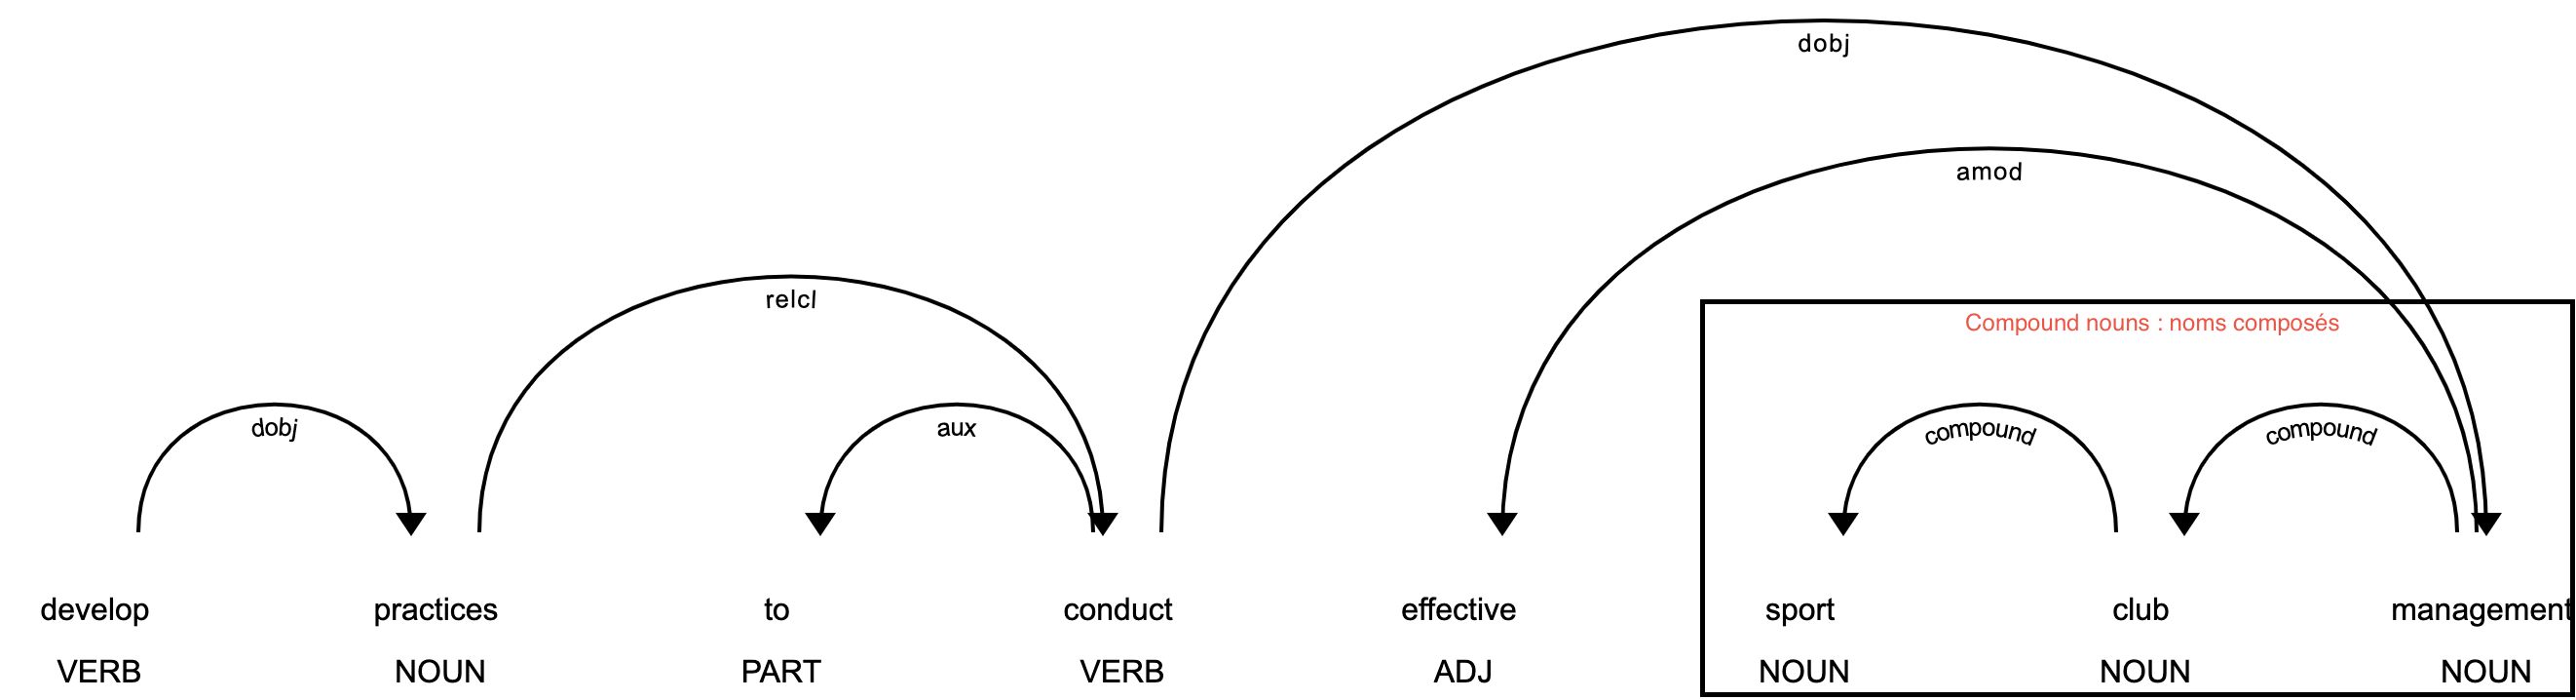 dobj
amod
relcl
Compound nouns : noms composés
dobj aux compound compound
develop practices to conduct effective sport club management
VERB NOUN PART VERB ADJ NOUN NOUN NOUN